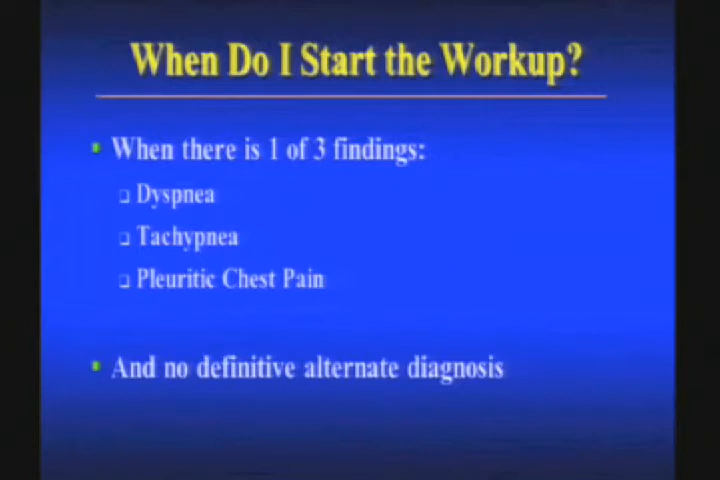 When Do I Start the Workup?
When there is 1 of 3 findings:
Dyspnea
Tachypnea
Pleuritic Chest Pain
And no definitive alternate diagnosis